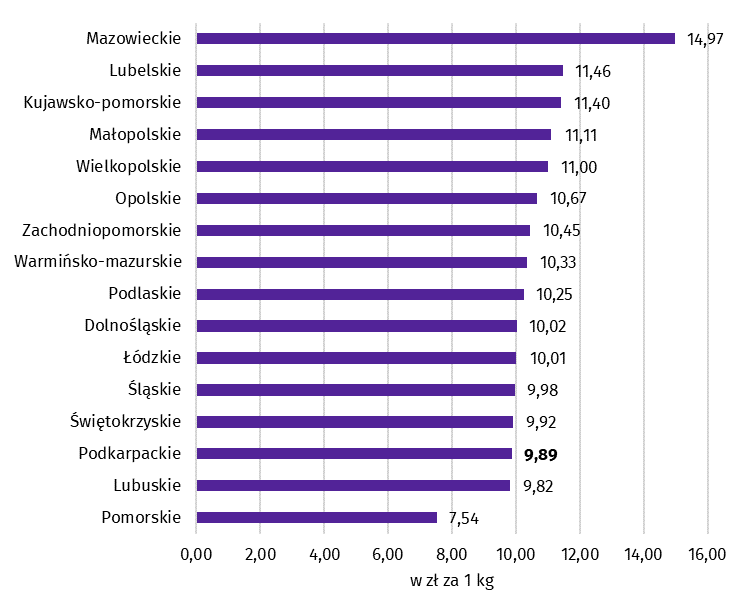 Mazowieckie 14,97
Lubelskie 11,46
Kujawsko-pomorskie 11,40
Małopolskie 11,11
Wielkopolskie 11,00
Opolskie 10,67
Zachodniopomorskie 10,45
Warmińsko-mazurskie 10,33
Podlaskie 10,25
Dolnośląskie 10,02
Łódzkie 10,01
Śląskie 9,98
Świętokrzyskie 9,92
Podkarpackie 9,89
Lubuskie 9,82
Pomorskie 7,54
0,00 2,00 4,00 6,00 8,00 10,00 12,00 14,00 16,00
w zł za 1 kg